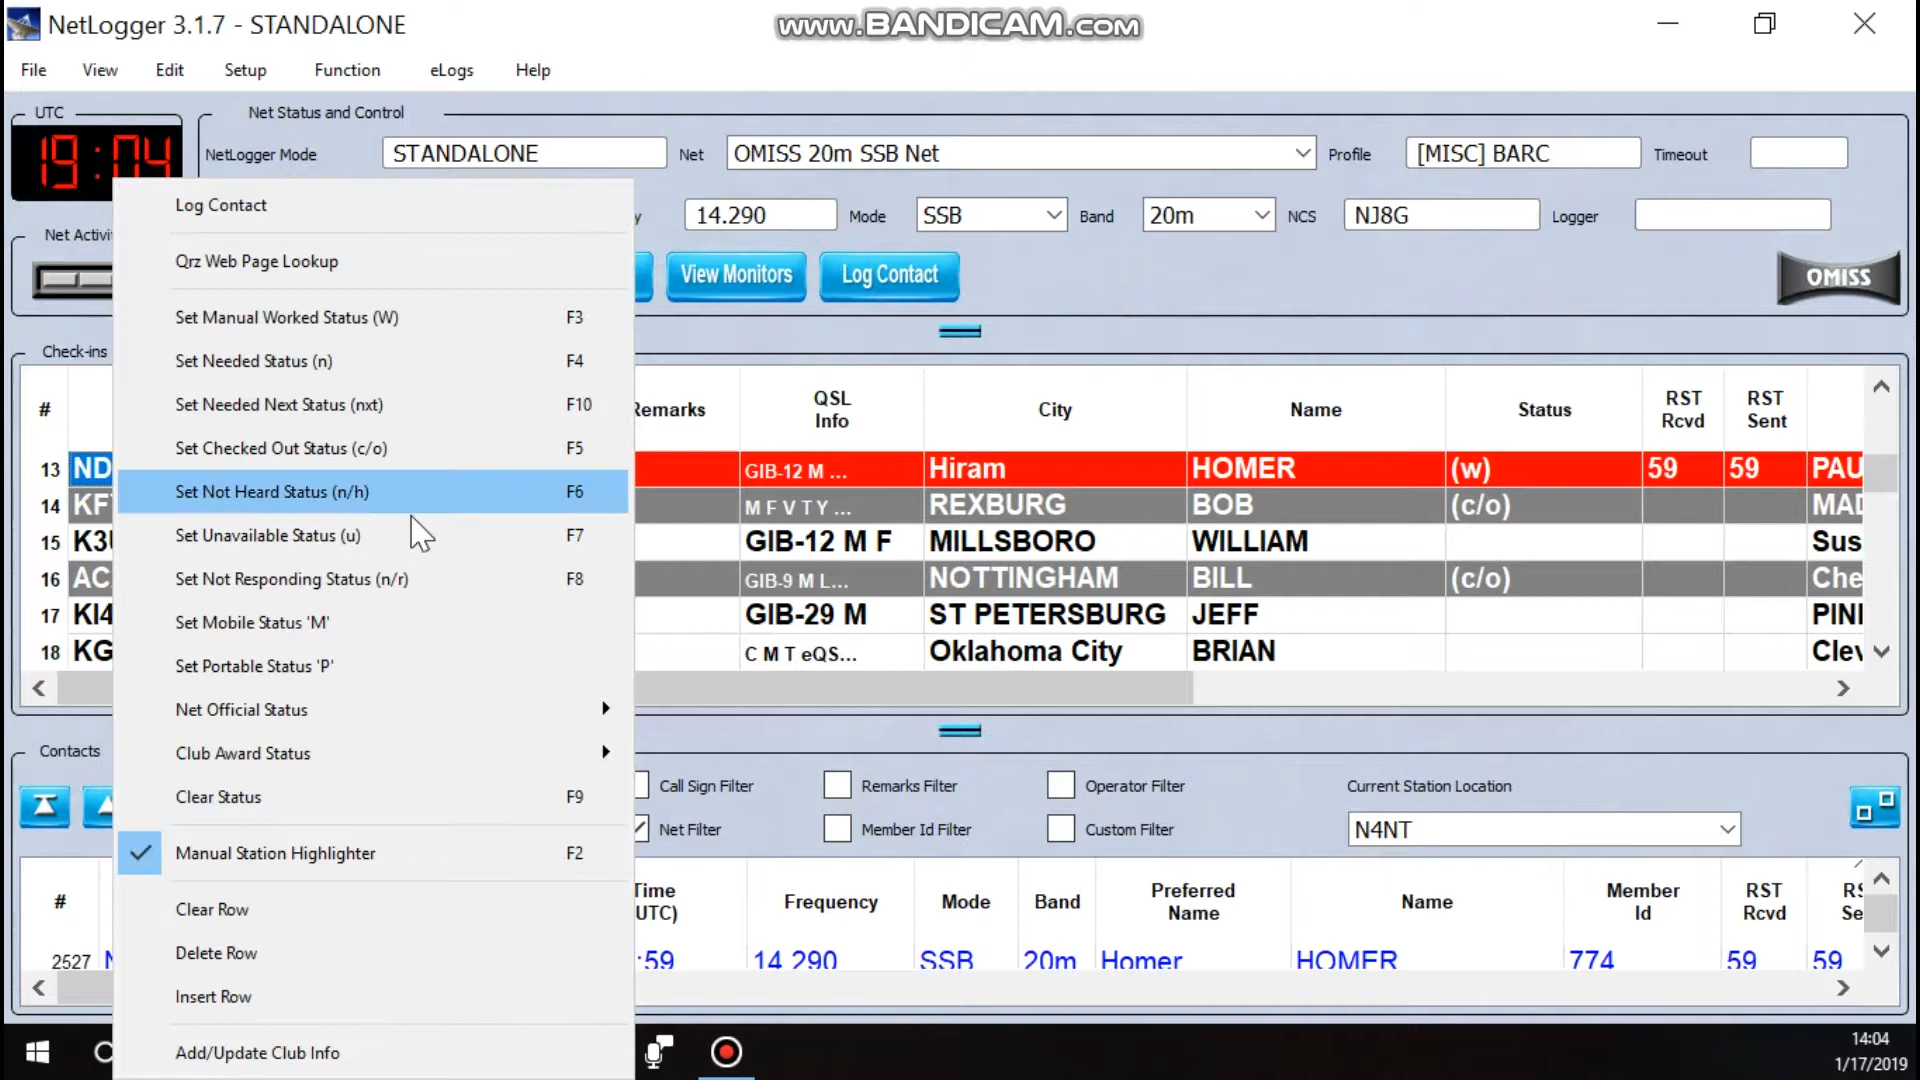 NetLogger 3.1.7 - STANDALONE
www.BANDICAM.com
File View Edit Setup Function eLogs Help
UTC
19:04
Net Status and Control
NetLogger Mode STANDALONE Net OMISS 20m SSB Net Profile [MISC] BARC Timeout
y 14.290 Mode SSB Band 20m NCS NJ8G Logger
Net Activi
View Monitors Log Contact OMISS
Log Contact
Qrz Web Page Lookup
Set Manual Worked Status (W) F3
Set Needed Status (n) F4
Set Needed Next Status (nxt) F10
Set Checked Out Status (c/o) F5
Set Not Heard Status (n/h) F6
Set Unavailable Status (u) F7
Set Not Responding Status (n/r) F8
Set Mobile Status 'M'
Set Portable Status 'P'
Net Official Status
Club Award Status
Clear Status F9
Manual Station Highlighter F2
Clear Row
Delete Row
Insert Row
Add/Update Club Info
Check-ins
# Remarks QSL Info City Name Status RST Rcvd RST Sent
13 ND GIB-12 M ... Hiram HOMER (w) 59 59 PAU
14 KF M F V T Y ... REXBURG BOB (c/o) MAD
15 K3U GIB-12 M F MILLSBORO WILLIAM Sus
16 AC GIB-9 M L... NOTTINGHAM BILL (c/o) Che
17 KI4 GIB-29 M ST PETERSBURG JEFF PIN
18 KG C M T eQS... Oklahoma City BRIAN Clev
Contacts
Call Sign Filter Remarks Filter Operator Filter Current Station Location
Net Filter Member Id Filter Custom Filter N4NT
# Time UTC) Frequency Mode Band Preferred Name Name Member Id RST Rcvd RS Se
2527 N :59 14.290 SSB 20m Homer HOMER 774 59 59
14:04
1/17/2019